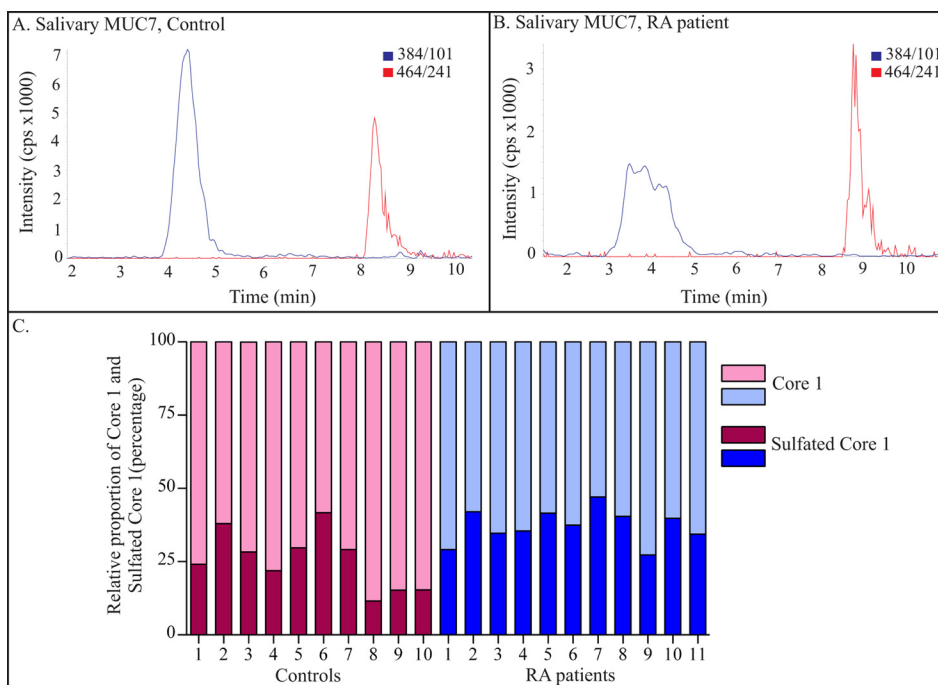 A. Salivary MUC7, Control
384/101
464/241
Intensity (cps x1000)
7
6
5
4
3
2
1
0
2 3 4 5 6 7 8 9 10
Time (min)
B. Salivary MUC7, RA patient
384/101
464/241
Intensity (cps x1000)
3
2
1
0
2 3 4 5 6 7 8 9 10
Time (min)
C.
Relative proportion of Core 1 and
Sulfated Core 1(percentage)
100
75
50
25
0
1 2 3 4 5 6 7 8 9 10 1 2 3 4 5 6 7 8 9 10 11
Controls
RA patients
Core 1
Sulfated Core 1